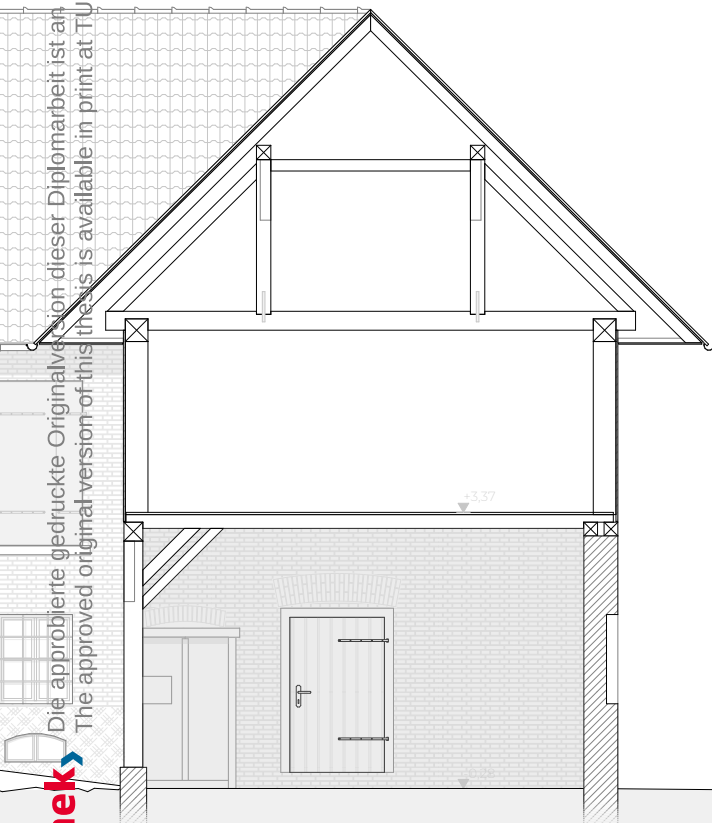 Die approbierte gedruckte Originalversion dieser Diplomarbeit ist an
The approved original version of this thesis is available in print at TU
nek
+3,37